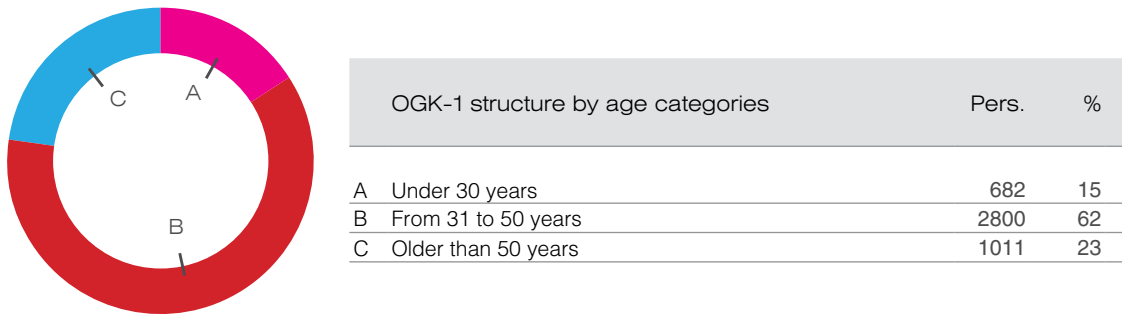 C
A
B
OGK-1 structure by age categories Pers. %
A Under 30 years 682 15
B From 31 to 50 years 2800 62
C Older than 50 years 1011 23